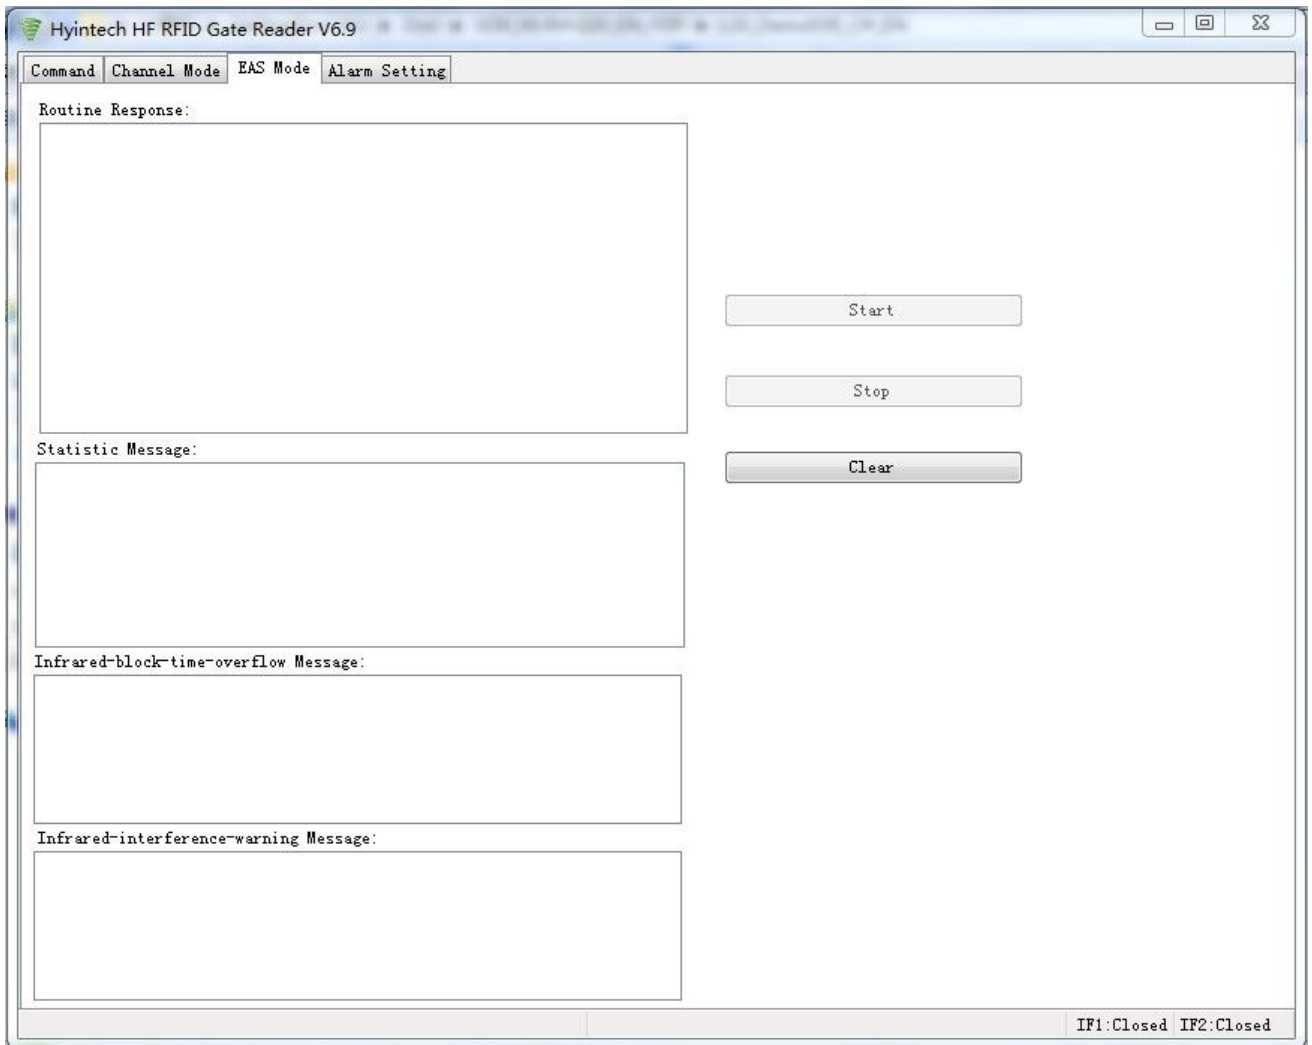 Hyintech HF RFID Gate Reader V6.9
Command Channel Mode EAS Mode Alarm Setting
Routine Response:
Start
Stop
Statistic Message:
Clear
Infrared-block-time-overflow Message:
Infrared-interference-warning Message:
IF1:Closed IF2:Closed